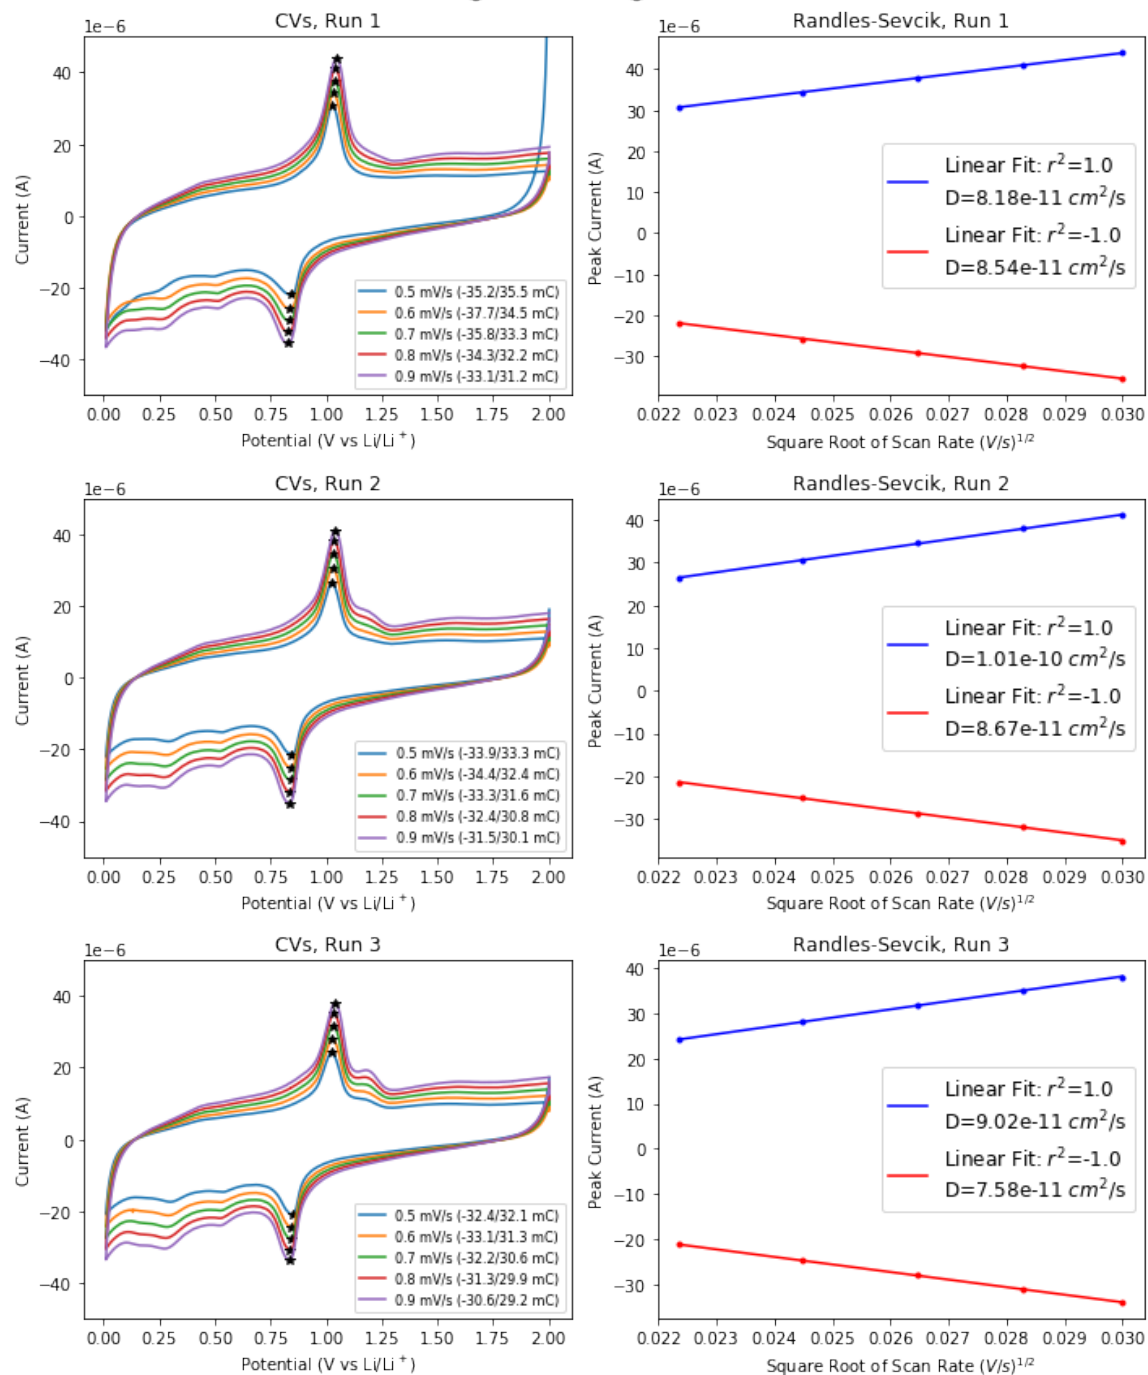 CVs, Run 1
1e−6
Current (A)
40
20
0
−20
−40
0.5 mV/s (-35.2/35.5 mC)
0.6 mV/s (-37.7/34.5 mC)
0.7 mV/s (-35.8/33.3 mC)
0.8 mV/s (-34.3/32.2 mC)
0.9 mV/s (-33.1/31.2 mC)
0.00 0.25 0.50 0.75 1.00 1.25 1.50 1.75 2.00
Potential (V vs Li/Li⁺)
Randles-Sevcik, Run 1
1e−6
Peak Current (A)
40
30
20
10
0
−10
−20
−30
Linear Fit: r²=1.0
D=8.18e-11 cm²/s
Linear Fit: r²=-1.0
D=8.54e-11 cm²/s
0.022 0.023 0.024 0.025 0.026 0.027 0.028 0.029 0.030
Square Root of Scan Rate (V/s)^1/2
CVs, Run 2
1e−6
Current (A)
40
20
0
−20
−40
0.5 mV/s (-33.9/33.3 mC)
0.6 mV/s (-34.4/32.4 mC)
0.7 mV/s (-33.3/31.6 mC)
0.8 mV/s (-32.4/30.8 mC)
0.9 mV/s (-31.5/30.1 mC)
0.00 0.25 0.50 0.75 1.00 1.25 1.50 1.75 2.00
Potential (V vs Li/Li⁺)
Randles-Sevcik, Run 2
1e−6
Peak Current (A)
40
30
20
10
0
−10
−20
−30
Linear Fit: r²=1.0
D=1.01e-10 cm²/s
Linear Fit: r²=-1.0
D=8.67e-11 cm²/s
0.022 0.023 0.024 0.025 0.026 0.027 0.028 0.029 0.030
Square Root of Scan Rate (V/s)^1/2
CVs, Run 3
1e−6
Current (A)
40
20
0
−20
−40
0.5 mV/s (-32.4/32.1 mC)
0.6 mV/s (-33.1/31.3 mC)
0.7 mV/s (-32.2/30.6 mC)
0.8 mV/s (-31.3/29.9 mC)
0.9 mV/s (-30.6/29.2 mC)
0.00 0.25 0.50 0.75 1.00 1.25 1.50 1.75 2.00
Potential (V vs Li/Li⁺)
Randles-Sevcik, Run 3
1e−6
Peak Current (A)
40
30
20
10
0
−10
−20
−30
Linear Fit: r²=1.0
D=9.02e-11 cm²/s
Linear Fit: r²=-1.0
D=7.58e-11 cm²/s
0.022 0.023 0.024 0.025 0.026 0.027 0.028 0.029 0.030
Square Root of Scan Rate (V/s)^1/2